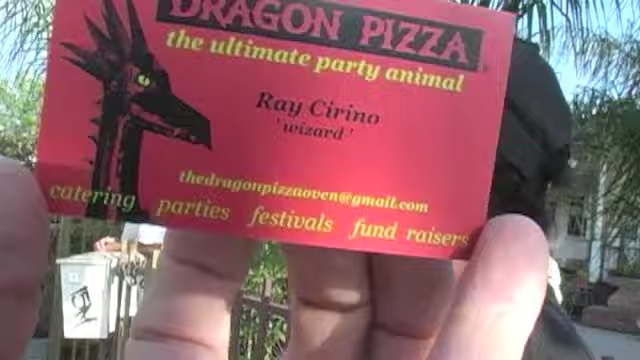 DRAGON PIZZA
the ultimate party animal
Ray Cirino
'wizard'
thedragonpizzaoven@gmail.com
catering parties festivals fund raisers